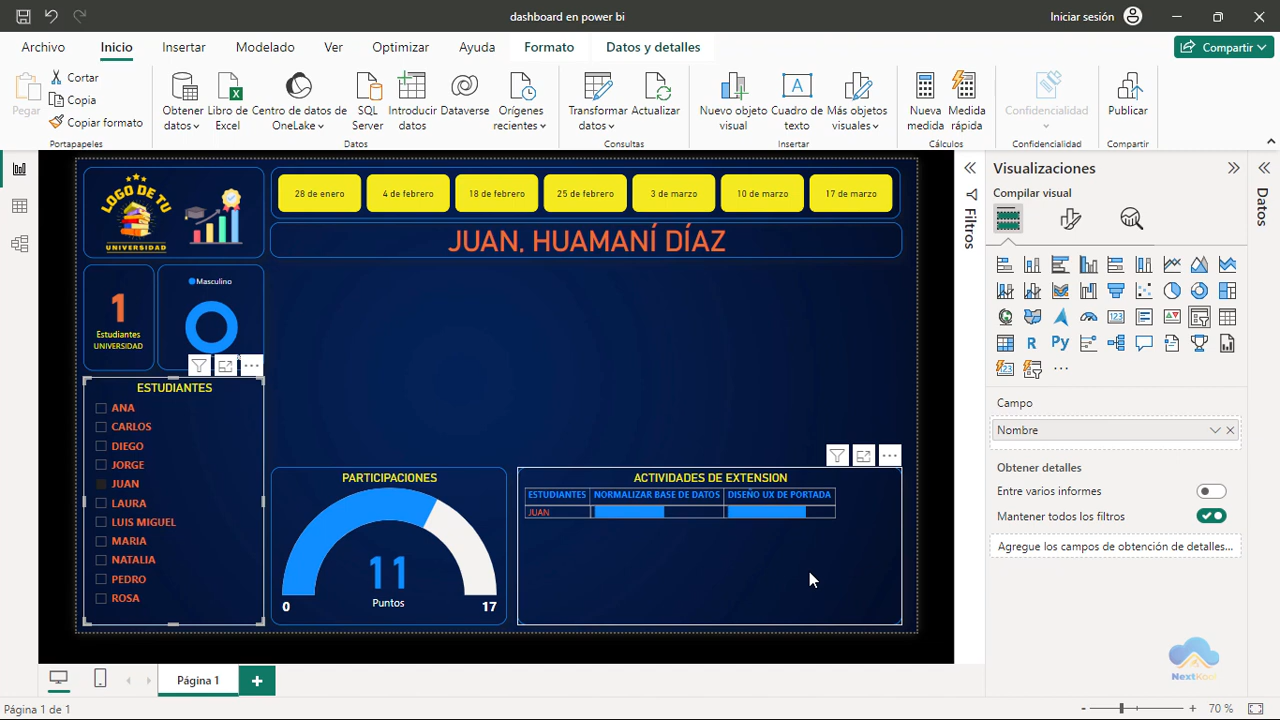 dashboard en power bi
Iniciar sesión
Archivo Inicio Insertar Modelado Ver Optimizar Ayuda Formato Datos y detalles
Compartir
Pegar
Cortar
Copia
Copiar formato
Portapapeles
Obtener datos
Libro de Excel
Centro de datos de OneLake
SQL Server
Introducir datos
Dataverse
Orígenes recientes
Datos
Transformar datos
Actualizar
Consultas
Nuevo objeto visual
Cuadro de texto
Más objetos visuales
Insertar
Nueva medida
Medida rápida
Cálculos
Confidencialidad
Confidencialidad
Publicar
Compartir
LOGO DE TU
UNIVERSIDAD
28 de enero
4 de febrero
18 de febrero
25 de febrero
3 de marzo
10 de marzo
17 de marzo
JUAN, HUAMANÍ DÍAZ
1
Estudiantes
UNIVERSIDAD
Masculino
ESTUDIANTES
ANA
CARLOS
DIEGO
JORGE
JUAN
LAURA
LUIS MIGUEL
MARIA
NATALIA
PEDRO
ROSA
PARTICIPACIONES
11
Puntos
0
17
ACTIVIDADES DE EXTENSION
ESTUDIANTES NORMALIZAR BASE DE DATOS DISEÑO UX DE PORTADA
JUAN
Filtros
Visualizaciones
Compilar visual
123
R
Py
Campo
Nombre
Obtener detalles
Entre varios informes
Mantener todos los filtros
Agregue los campos de obtención de detalles...
Datos
NextKool
Página 1
Página 1 de 1
70 %